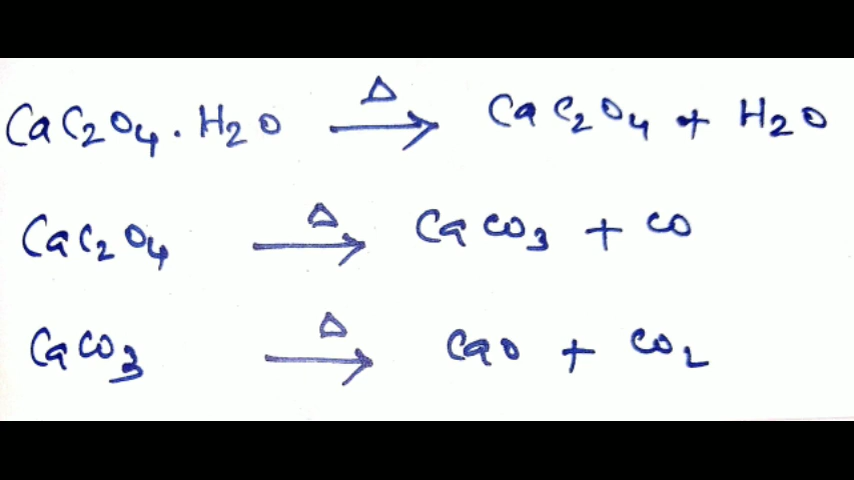 CaC2O4 . H2O →Δ CaC2O4 + H2O
CaC2O4 →Δ CaCO3 + CO
CaCO3 →Δ CaO + CO2